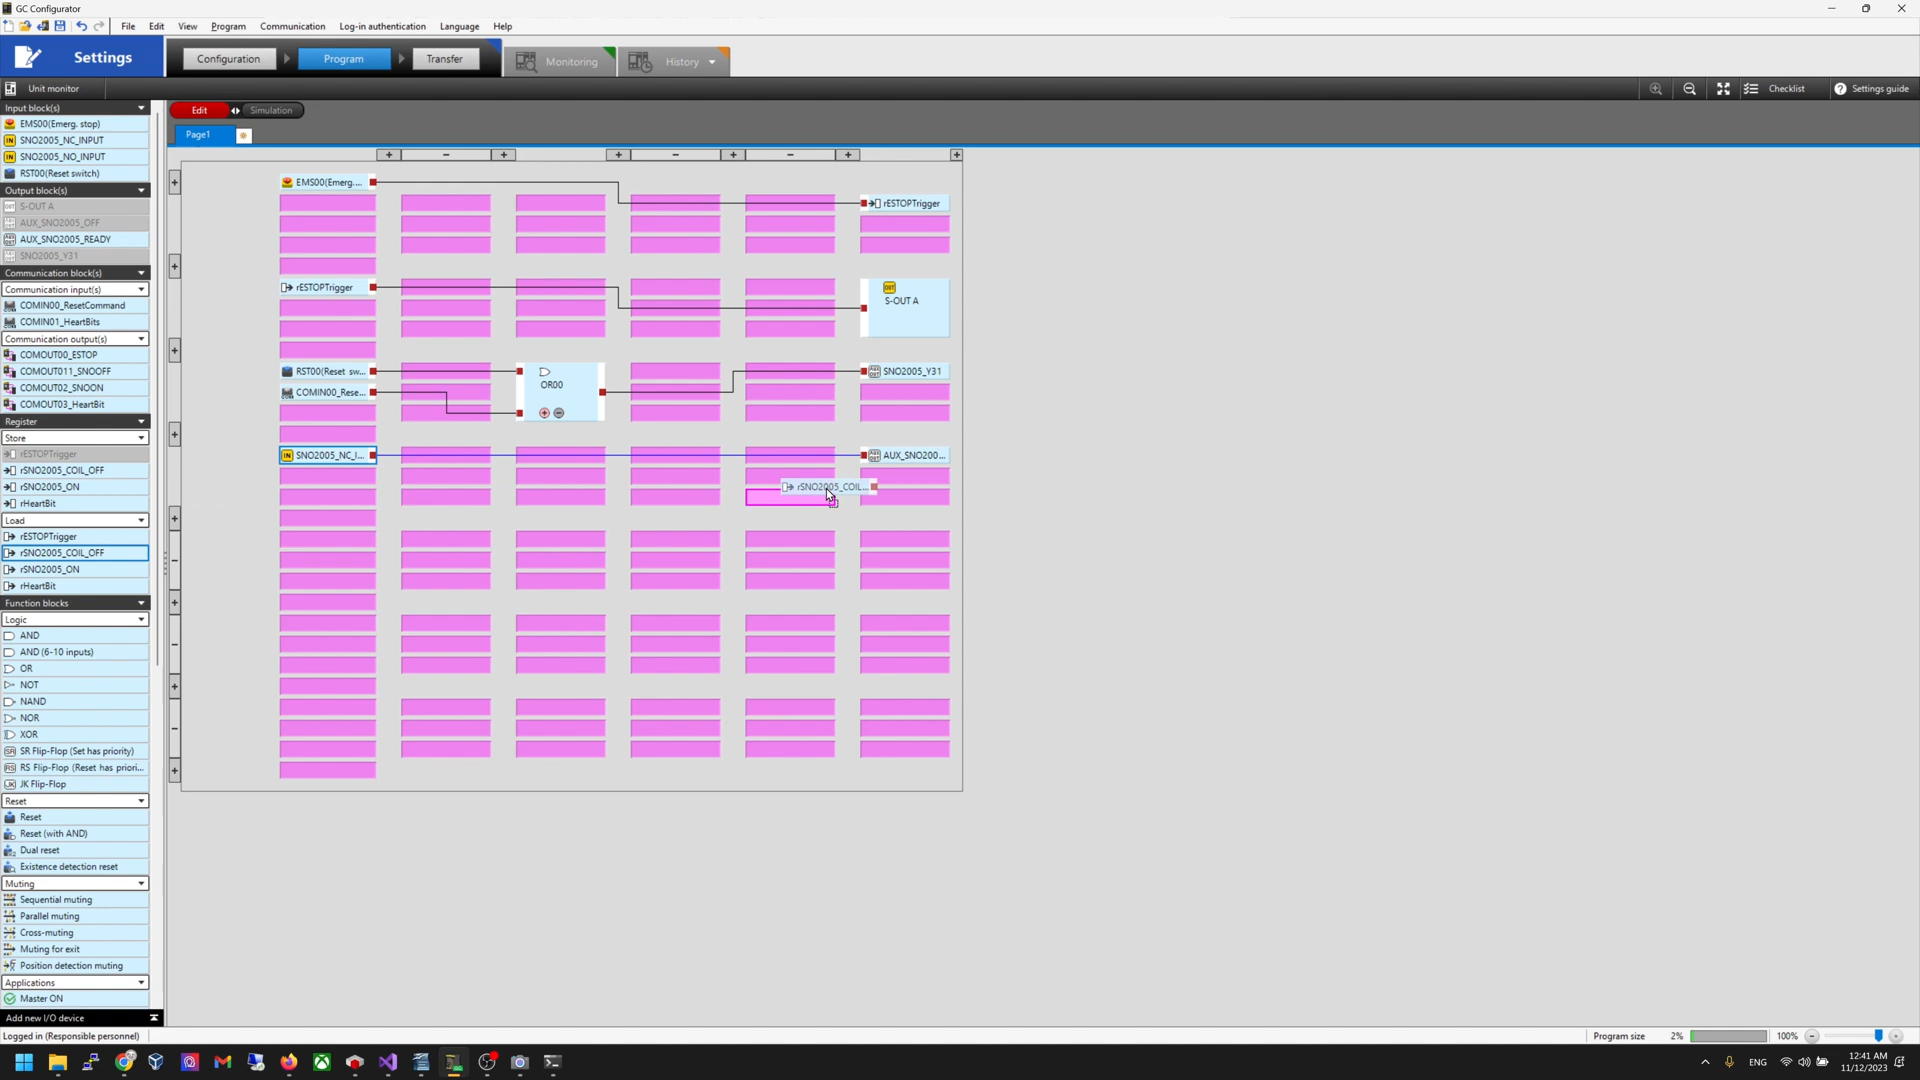 GC Configurator
File Edit View Program Communication Log-in authentication Language Help
Settings Configuration Program Transfer Monitoring History
Unit monitor Checklist Settings guide
Edit Simulation
Page1
Input block(s)
EMS00(Emerg. stop)
SNO2005_NC_INPUT
SNO2005_NO_INPUT
RST00(Reset switch)
Output block(s)
S-OUT A
AUX_SNO2005_OFF
AUX_SNO2005_READY
SNO2005_Y31
Communication block(s)
Communication input(s)
COMIN00_ResetCommand
COMIN01_HeartBits
Communication output(s)
COMOUT00_ESTOP
COMOUT011_SNOOFF
COMOUT02_SNOON
COMOUT03_HeartBit
Register
Store
rESTOPTrigger
rSNO2005_COIL_OFF
rSNO2005_ON
rHeartBit
Load
rESTOPTrigger
rSNO2005_COIL_OFF
rSNO2005_ON
rHeartBit
Function blocks
Logic
AND
AND (6-10 inputs)
OR
NOT
NAND
NOR
XOR
SR Flip-Flop (Set has priority)
RS Flip-Flop (Reset has priori...
JK Flip-Flop
Reset
Reset
Reset (with AND)
Dual reset
Existence detection reset
Muting
Sequential muting
Parallel muting
Cross-muting
Muting for exit
Position detection muting
Applications
Master ON
Add new I/O device
EMS00(Emerg....
rESTOPTrigger
rESTOPTrigger
OUT
S-OUT A
RST00(Reset sw...
OR00
SNO2005_Y31
COMIN00_Rese...
IN SNO2005_NC_I...
AUX_SNO200...
rSNO2005_COIL...
Logged in (Responsible personnel)
Program size 2% 100%
ENG
12:41 AM
11/12/2023